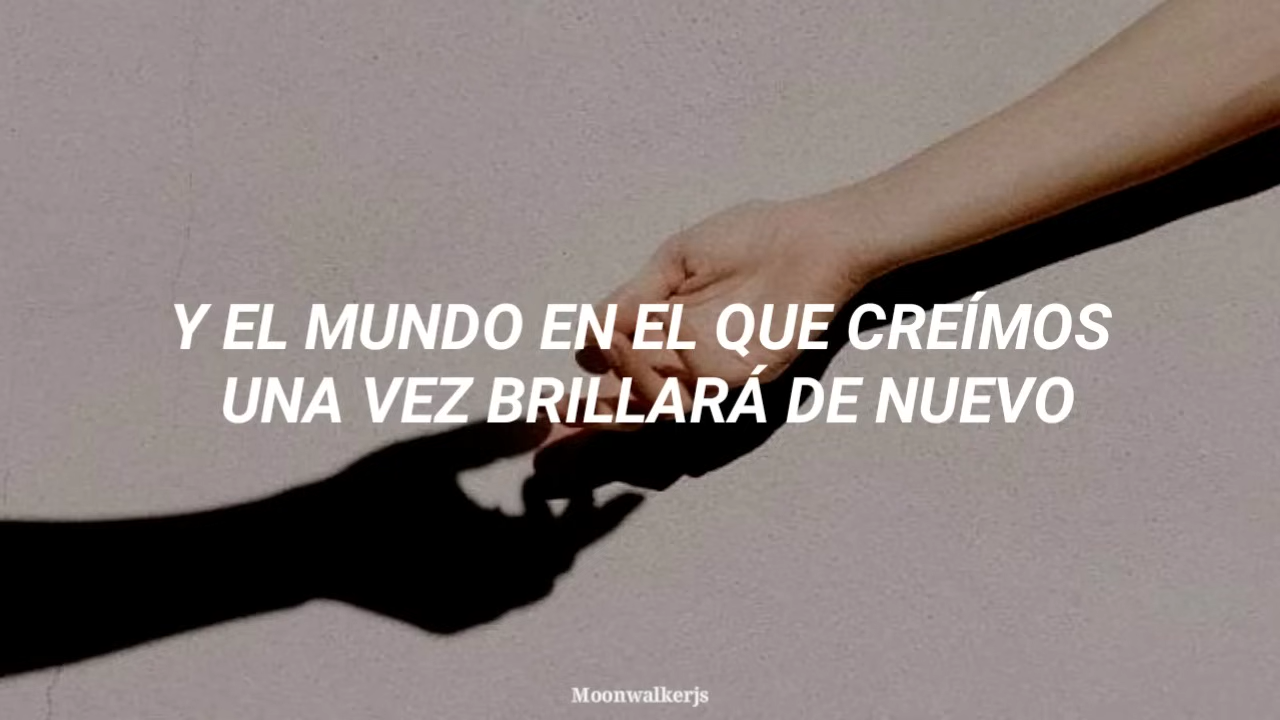 Y EL MUNDO EN EL QUE CREÍMOS
UNA VEZ BRILLARÁ DE NUEVO
Moonwalkerjs